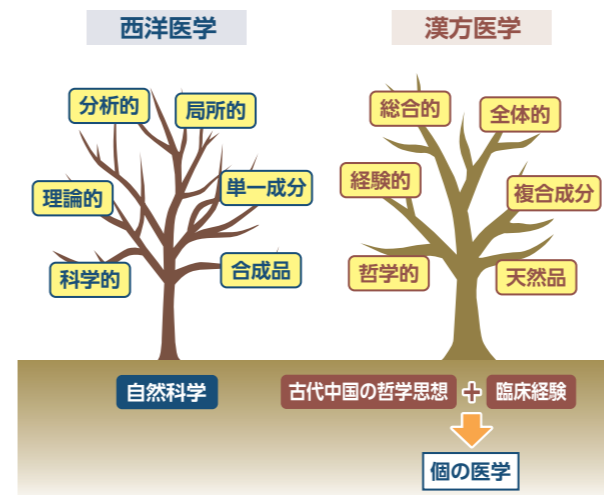 西洋医学
分析的
局所的
理論的
単一成分
科学的
合成品
自然科学
漢方医学
総合的
全体的
経験的
複合成分
哲学的
天然品
古代中国の哲学思想 + 臨床経験
個の医学